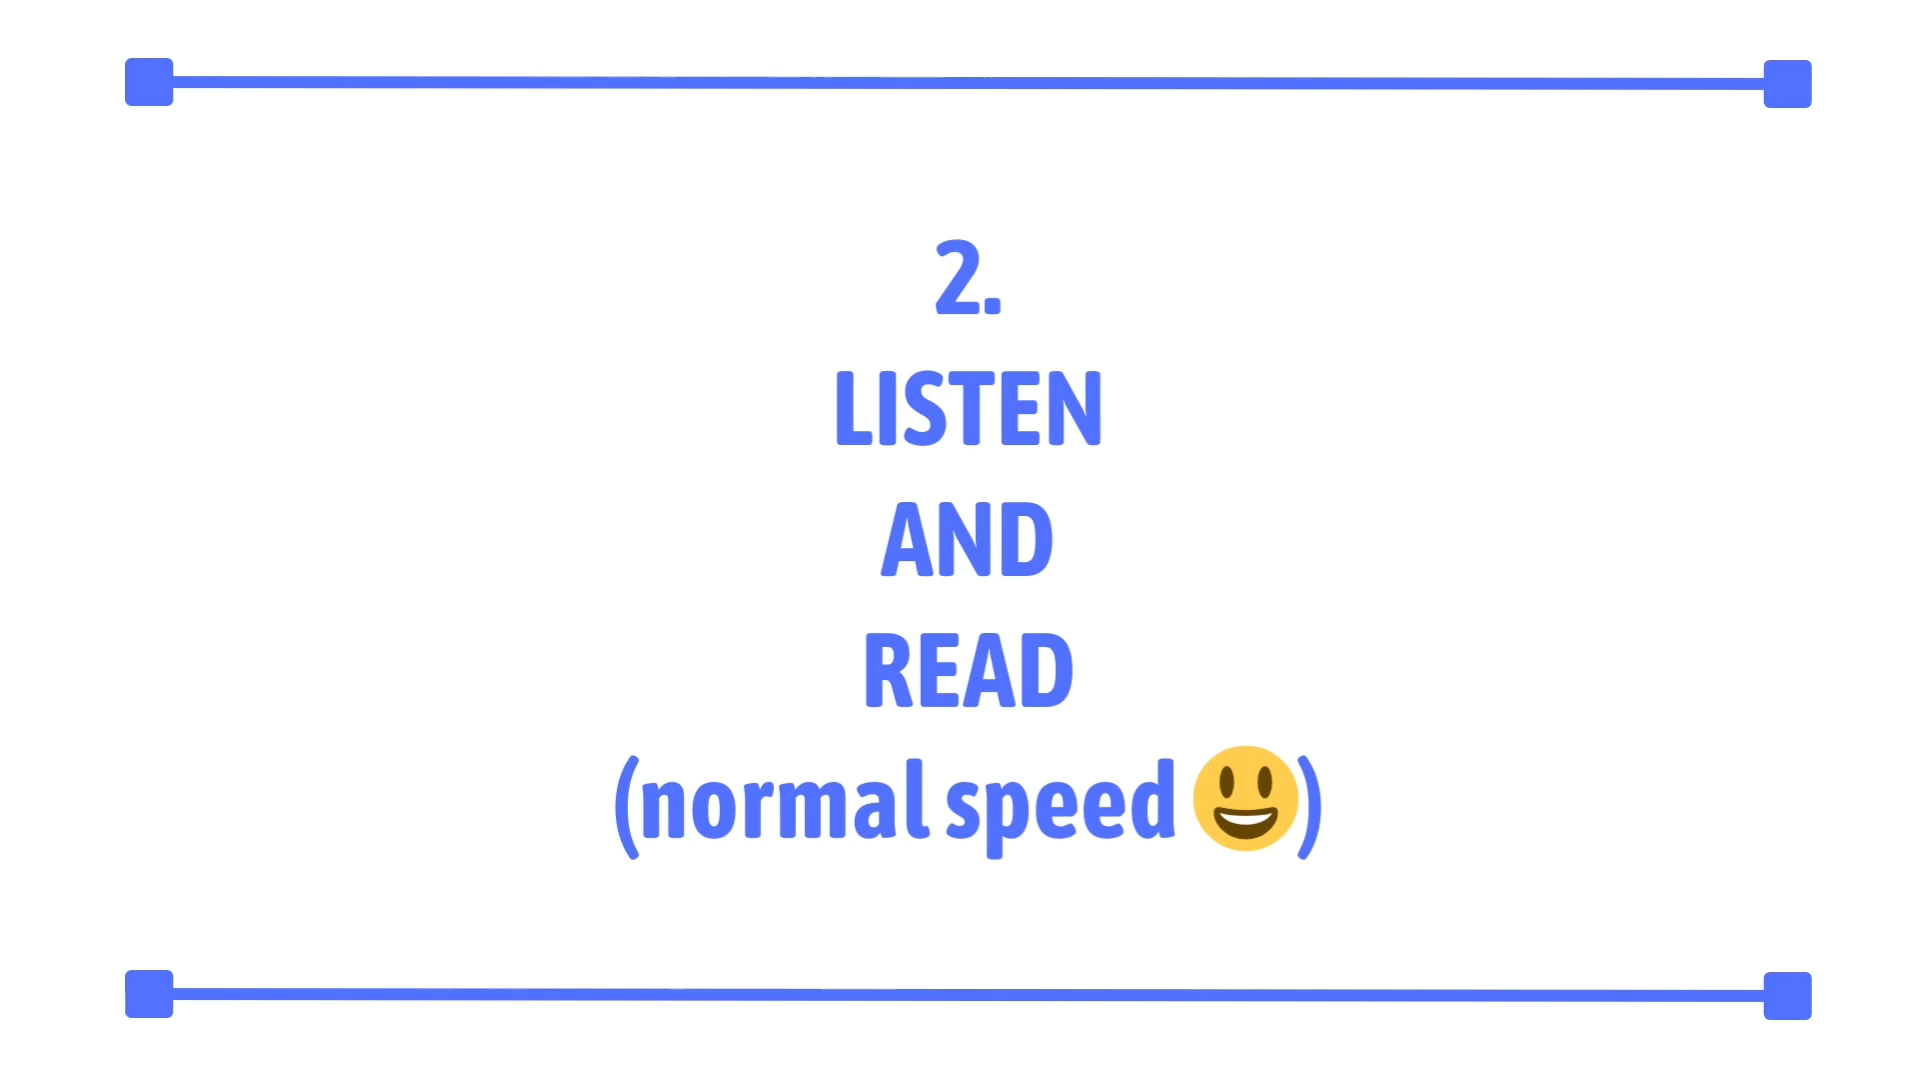 2.
LISTEN
AND
READ
(normal speed 😃)